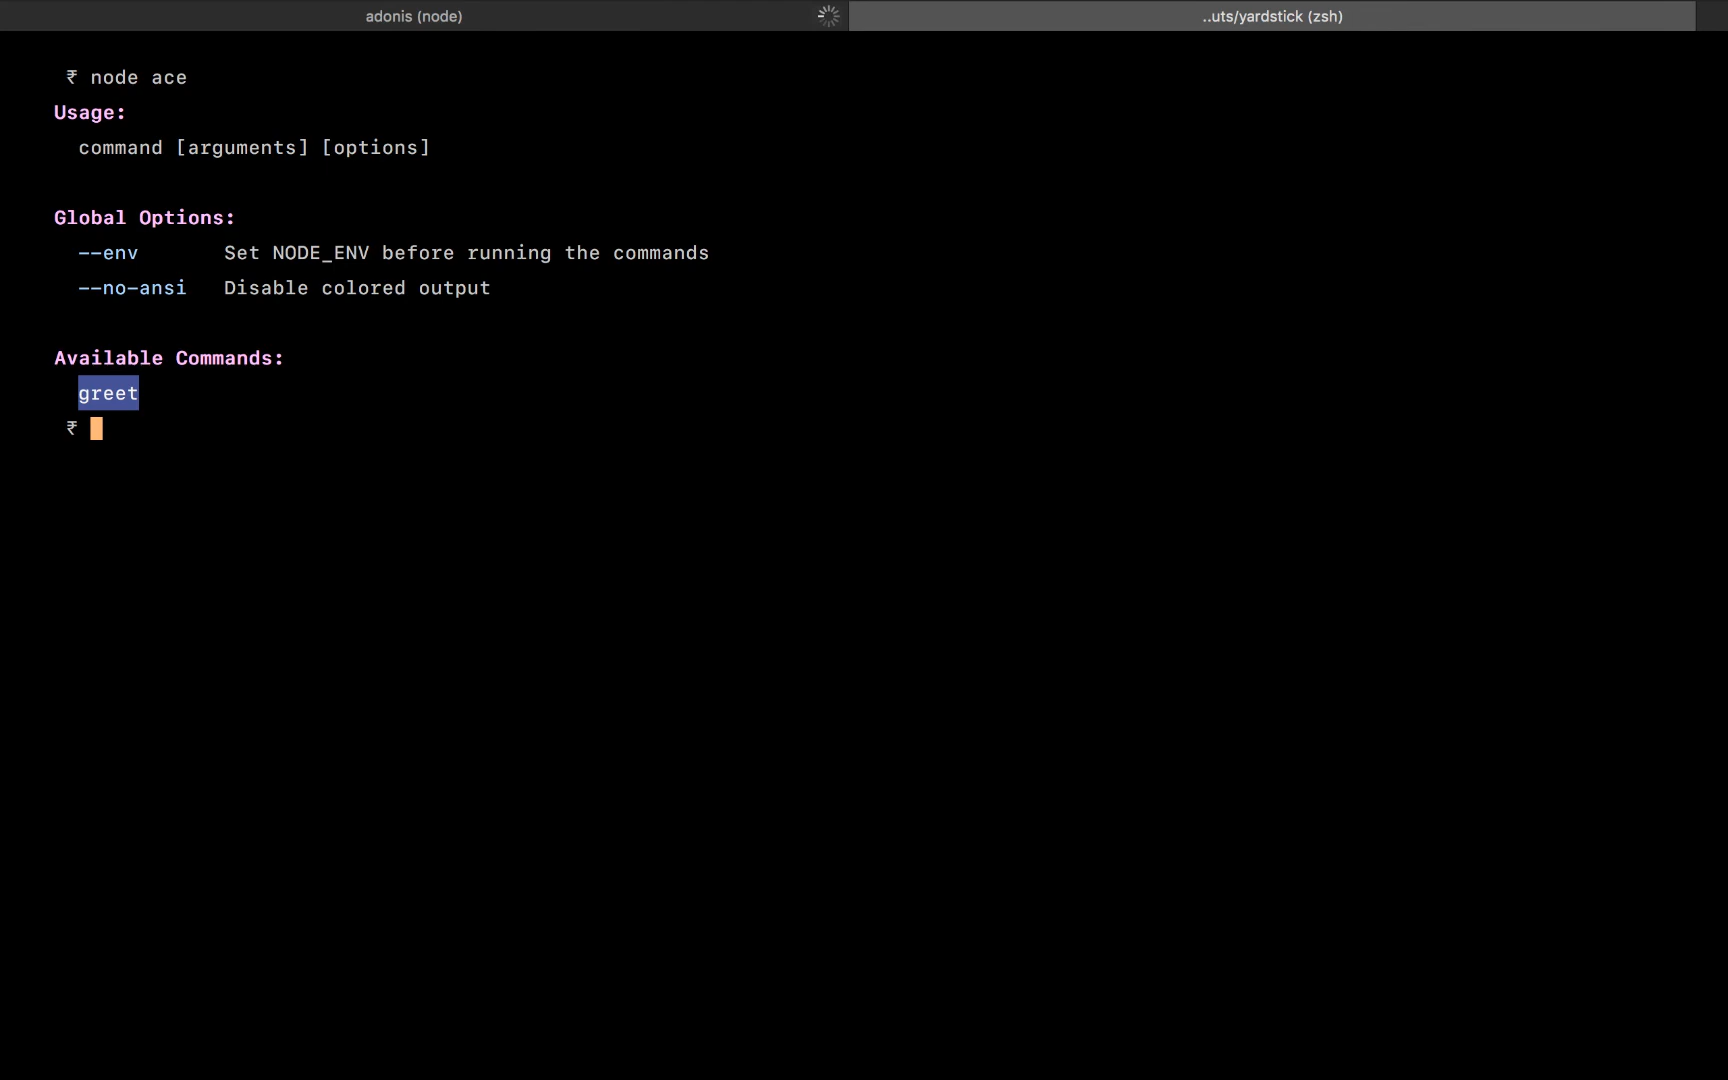 adonis (node)
..uts/yardstick (zsh)
₹ node ace
Usage:
command [arguments] [options]
Global Options:
--env Set NODE_ENV before running the commands
--no-ansi Disable colored output
Available Commands:
greet
₹